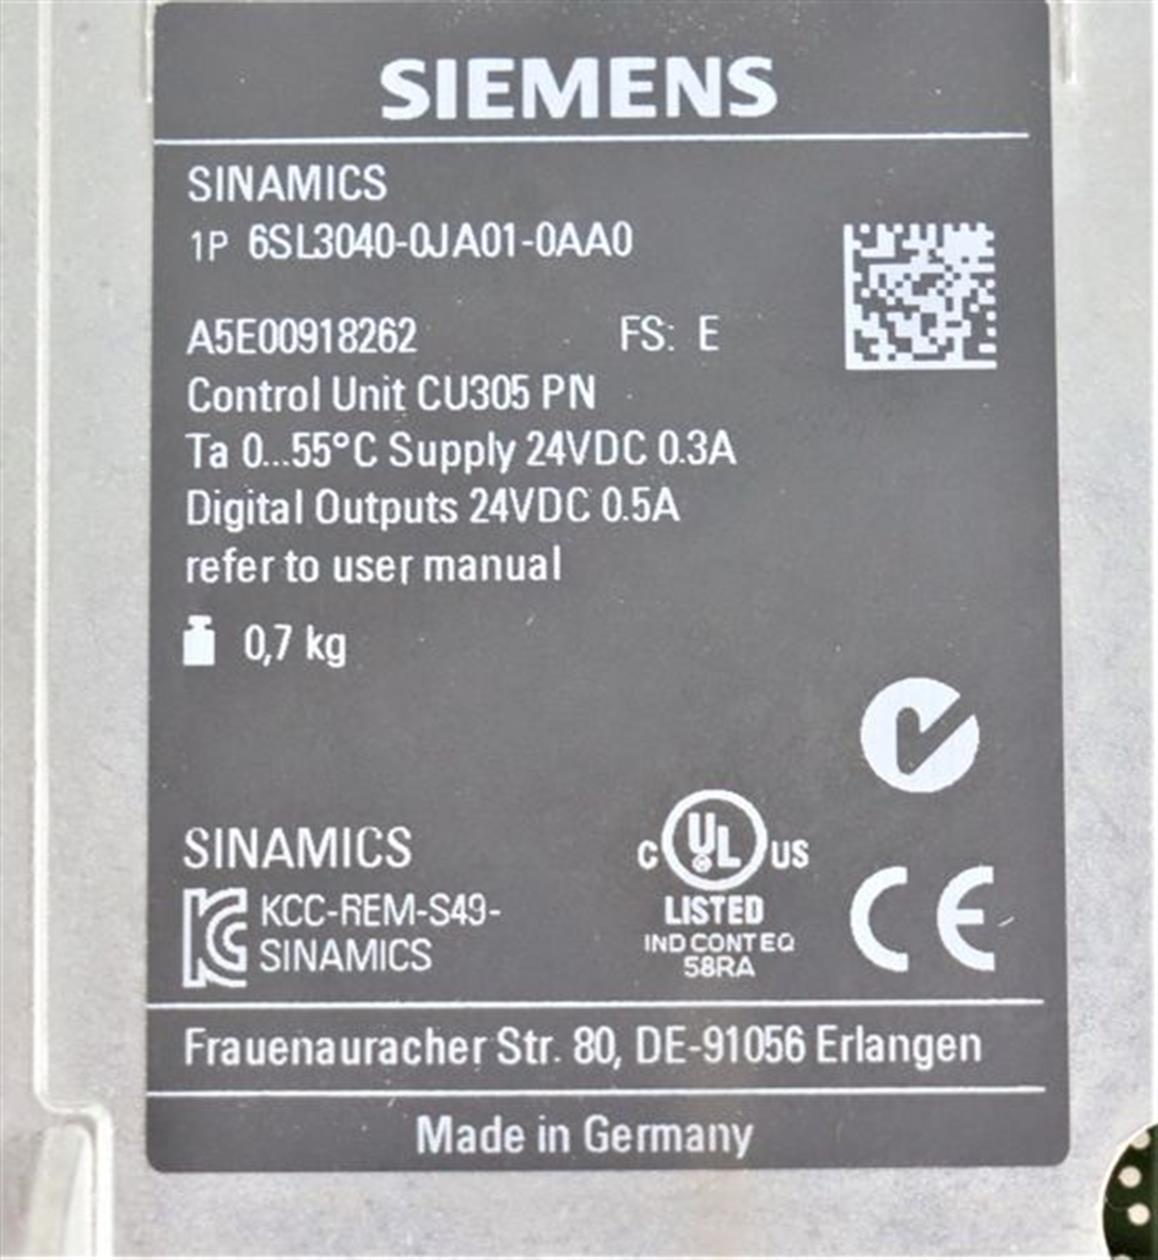 SIEMENS
SINAMICS
1P 6SL3040-0JA01-0AA0
A5E00918262 FS: E
Control Unit CU305 PN
Ta 0...55°C Supply 24VDC 0.3A
Digital Outputs 24VDC 0.5A
refer to user manual
0,7 kg
SINAMICS
KCC-REM-S49-
SINAMICS
C UL US
LISTED
IND CONT EQ
58RA
CE
Frauenauracher Str. 80, DE-91056 Erlangen
Made in Germany